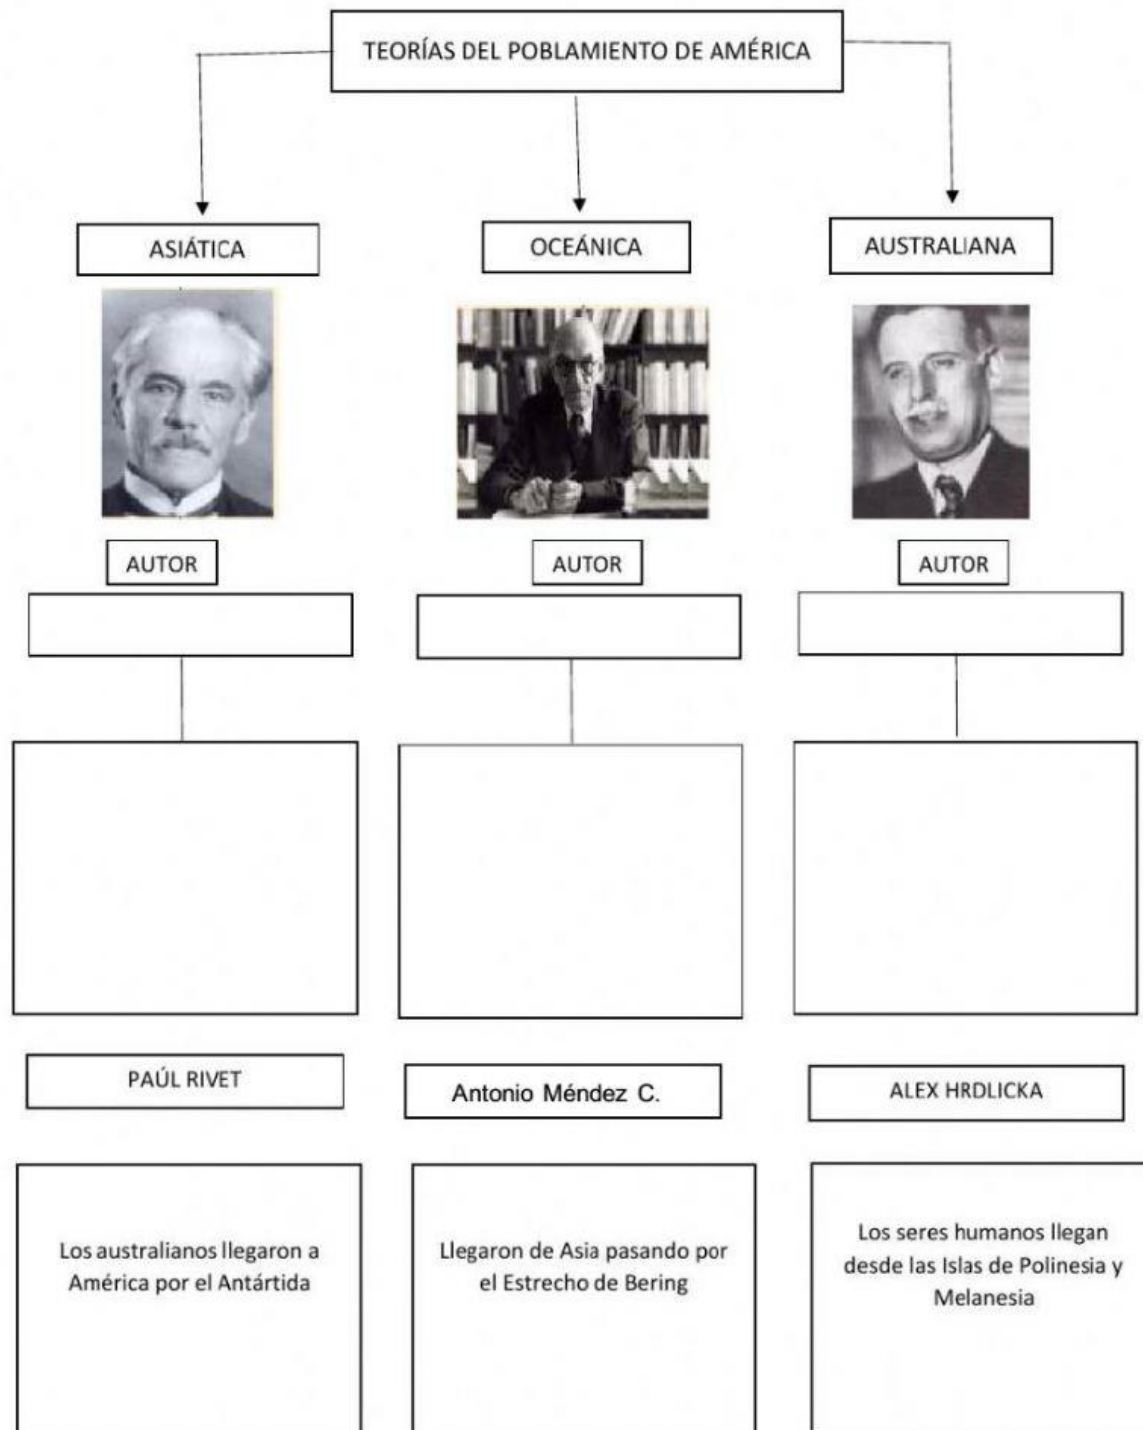 TEORÍAS DEL POBLAMIENTO DE AMÉRICA
ASIÁTICA
OCEÁNICA
AUSTRALIANA
AUTOR
AUTOR
AUTOR
PAÚL RIVET
Antonio Méndez C.
ALEX HRDLICKA
Los australianos llegaron a
América por el Antártida
Llegaron de Asia pasando por
el Estrecho de Bering
Los seres humanos llegan
desde las Islas de Polinesia y
Melanesia